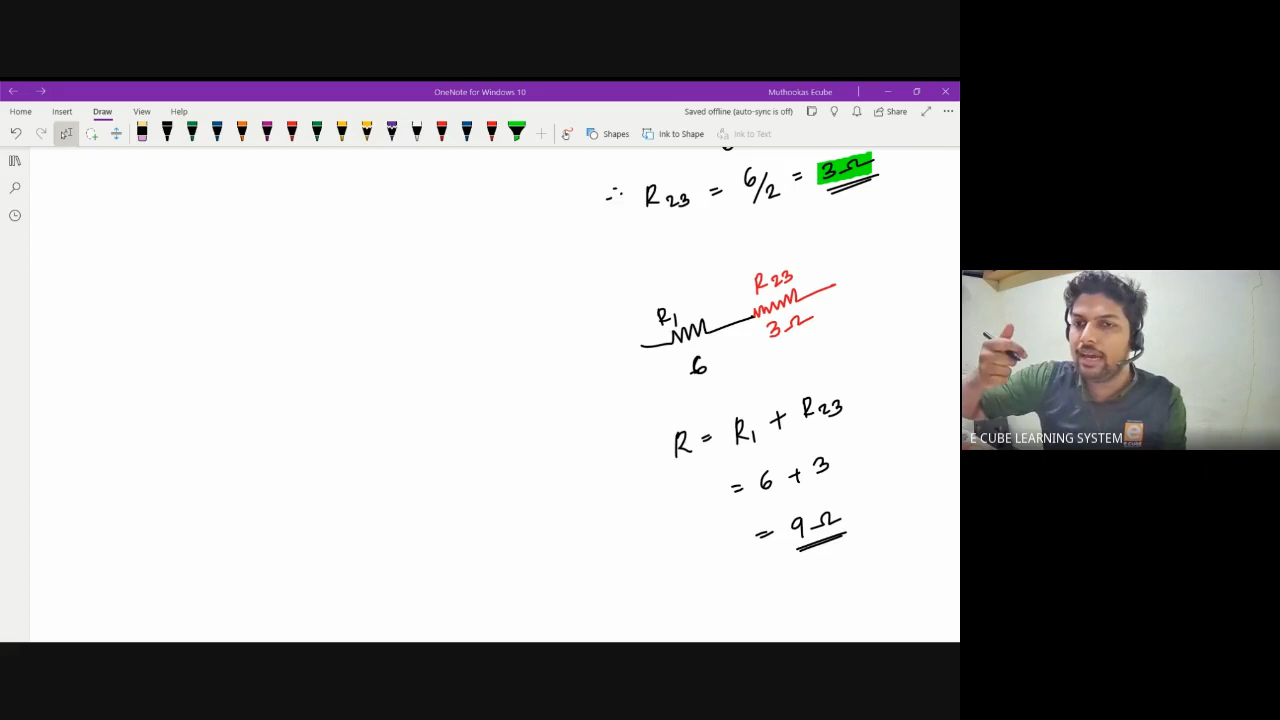 OneNote for Windows 10
Muthookas Ecube
Home Insert Draw View Help
Saved offline (auto-sync is off)
Share
Shapes
Ink to Shape
Ink to Text
∴ R23 = 6/2 = 3Ω
R1
R23
6
3Ω
R = R1 + R23
= 6 + 3
= 9Ω
E CUBE LEARNING SYSTEM
E CUBE